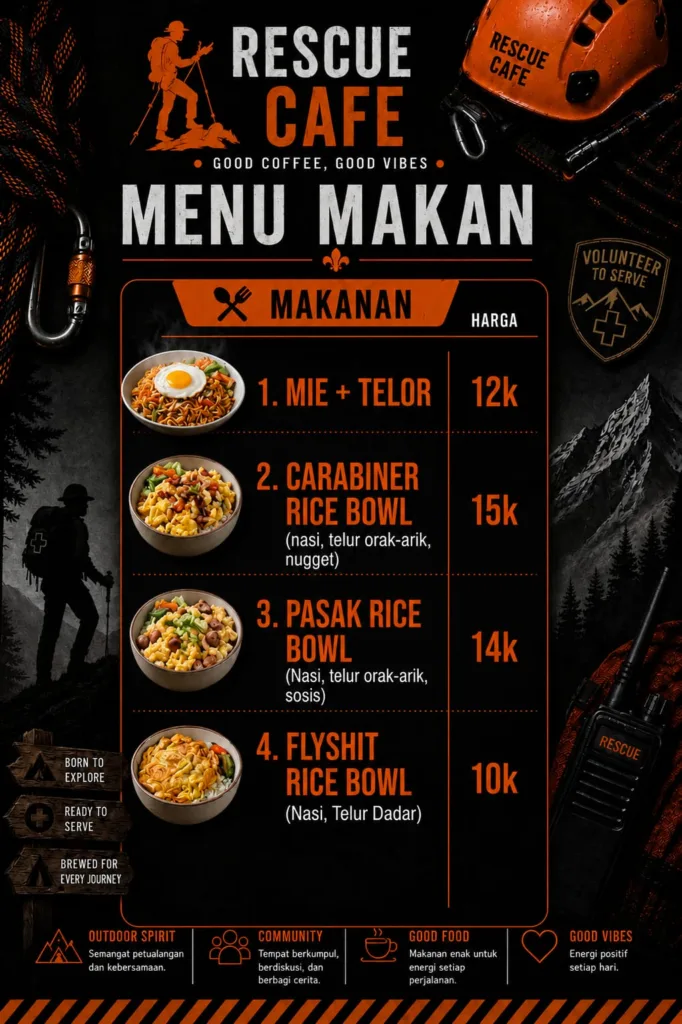 RESCUE
CAFE
GOOD COFFEE, GOOD VIBES
RESCUE
CAFE
MENU MAKAN
VOLUNTEER
TO SERVE
MAKANAN
HARGA
1. MIE + TELOR 12k
2. CARABINER
RICE BOWL 15k
(nasi, telur orak-arik,
nugget)
3. PASAK RICE
BOWL 14k
(Nasi, telur orak-arik,
sosis)
4. FLYSHIT
RICE BOWL 10k
(Nasi, Telur Dadar)
RESCUE
BORN TO
EXPLORE
READY TO
SERVE
BREWED FOR
EVERY JOURNEY
OUTDOOR SPIRIT
Semangat petualangan
dan kebersamaan.
COMMUNITY
Tempat berkumpul,
berdiskusi, dan
berbagi cerita.
GOOD FOOD
Makanan enak untuk
energi setiap
perjalanan.
GOOD VIBES
Energi positif
setiap hari.